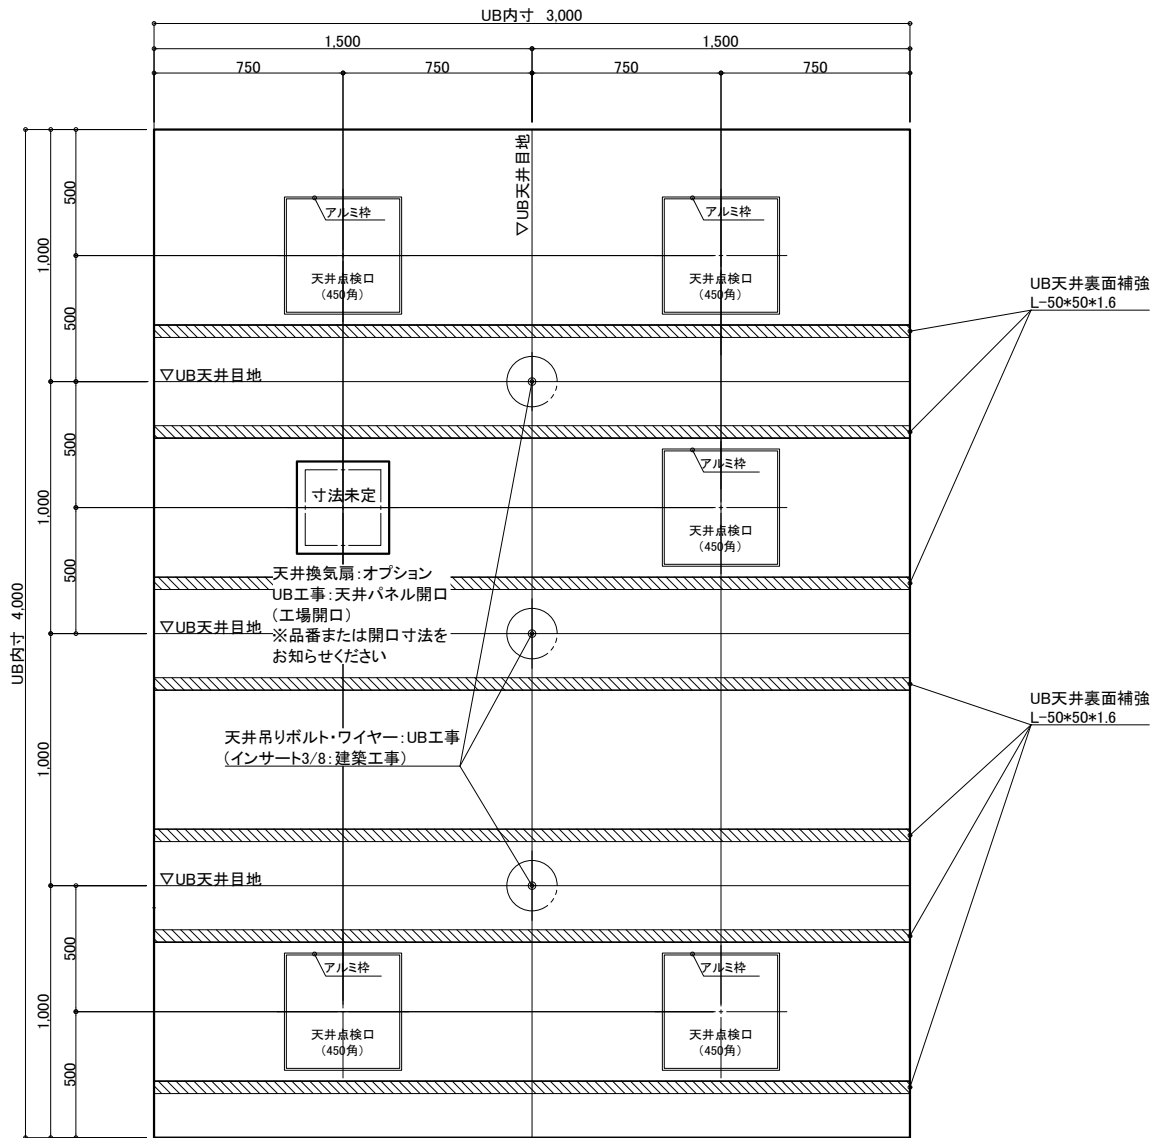 UB内寸 3,000
1,500
1,500
750
750
750
750
▽UB天井目地
500
アルミ枠
アルミ枠
1,000
天井点検口
(450角)
天井点検口
(450角)
UB天井裏面補強
L-50*50*1.6
500
▽UB天井目地
500
アルミ枠
寸法未定
1,000
天井点検口
(450角)
500
天井換気扇:オプション
UB工事:天井パネル開口
(工場開口)
※品番または開口寸法を
お知らせください
▽UB天井目地
UB内寸 4,000
UB天井裏面補強
L-50*50*1.6
天井吊りボルト・ワイヤー:UB工事
(インサート3/8:建築工事)
1,000
▽UB天井目地
500
アルミ枠
アルミ枠
1,000
天井点検口
(450角)
天井点検口
(450角)
500